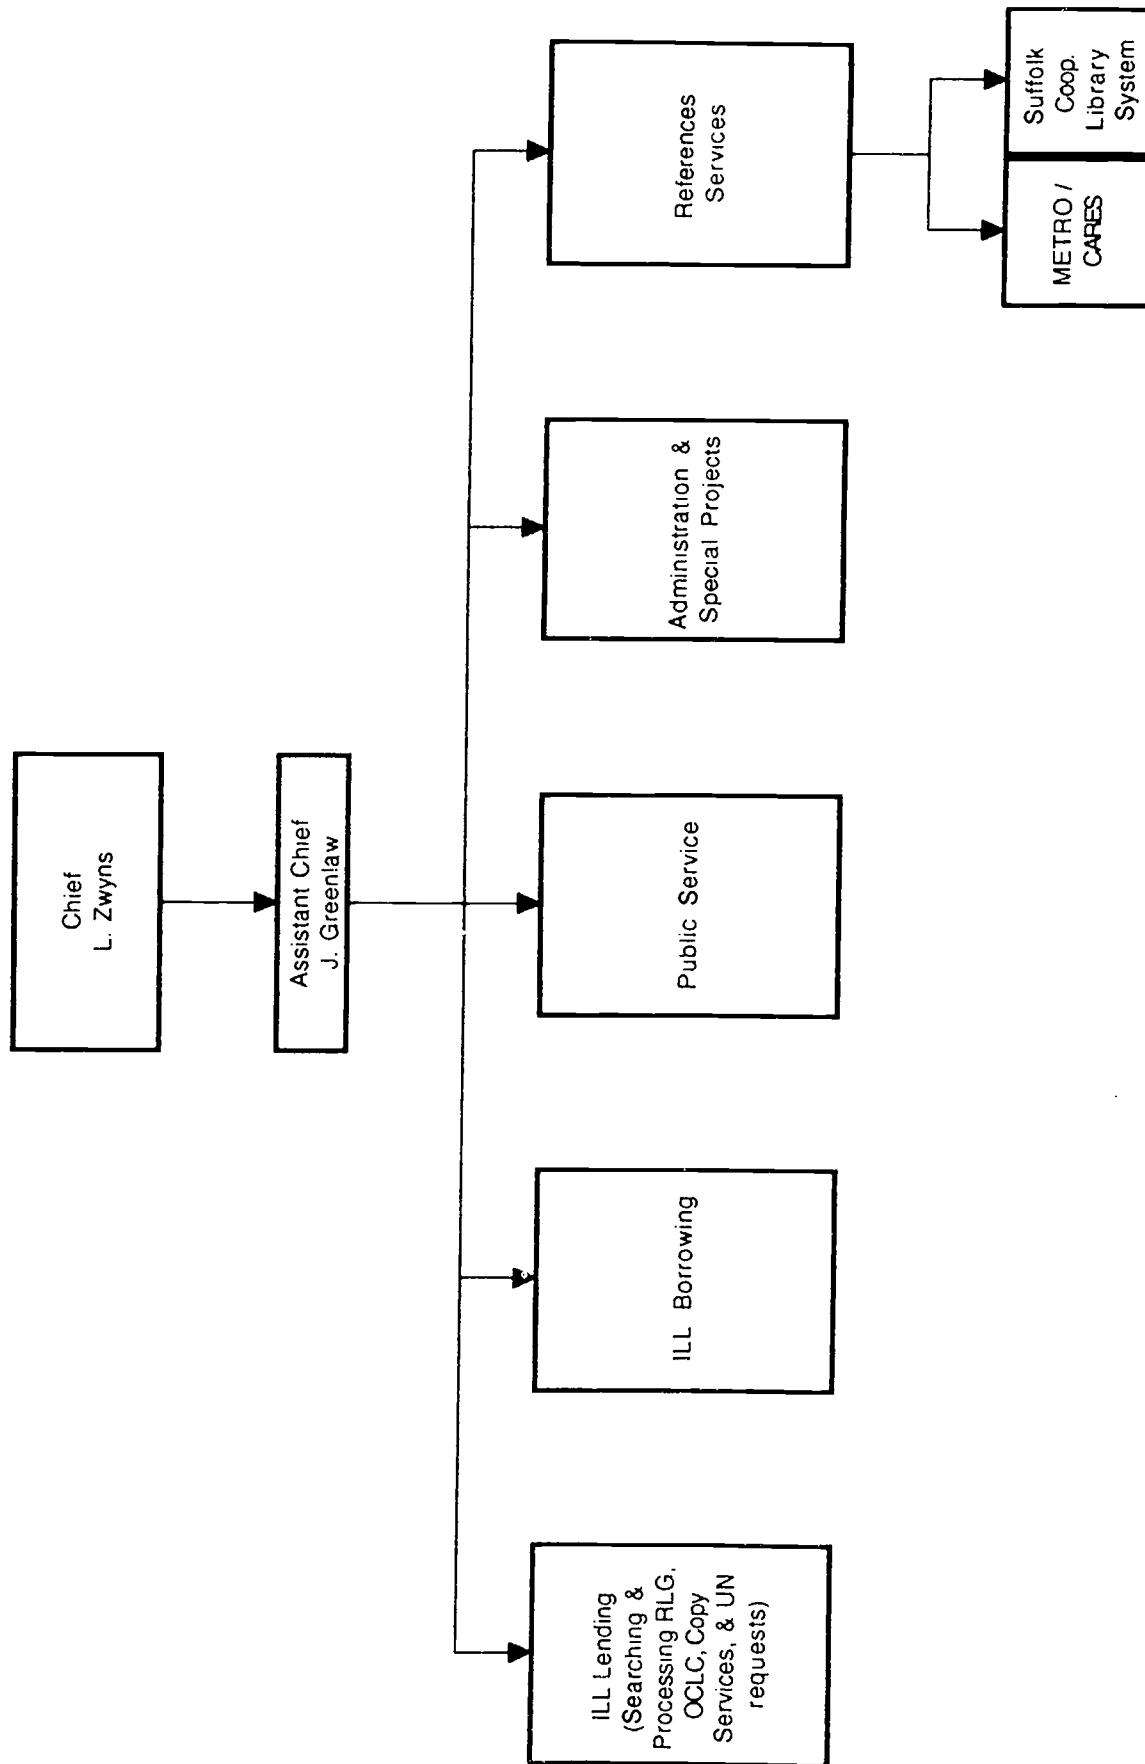 Chief
L. Zwyns
Assistant Chief
J. Greenlaw
ILL Lending
(Searching &
Processing RLG,
OCLC, Copy
Services, & UN
requests)
ILL Borrowing
Public Service
Administration &
Special Projects
References
Services
METRO /
CARES
Suffolk
Coop.
Library
System